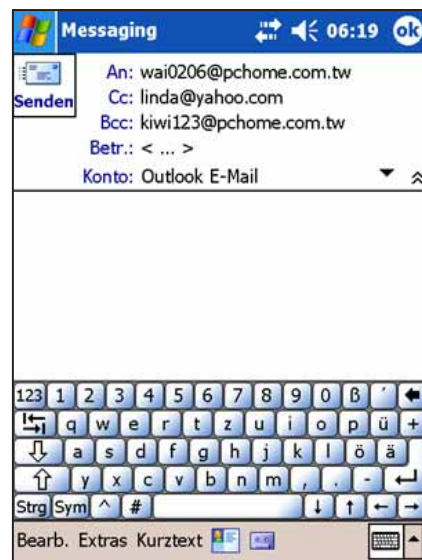 Messaging 06:19 ok
Senden
An: wai0206@pchome.com.tw
Cc: linda@yahoo.com
Bcc: kiwi123@pchome.com.tw
Betr.: < ... >
Konto: Outlook E-Mail
123 1 2 3 4 5 6 7 8 9 0 ß ´
q w e r t z u i o p ü +
a s d f g h j k l ö ä
y x c v b n m , . -
Strg Sym ^ #
Bearb. Extras Kurztext